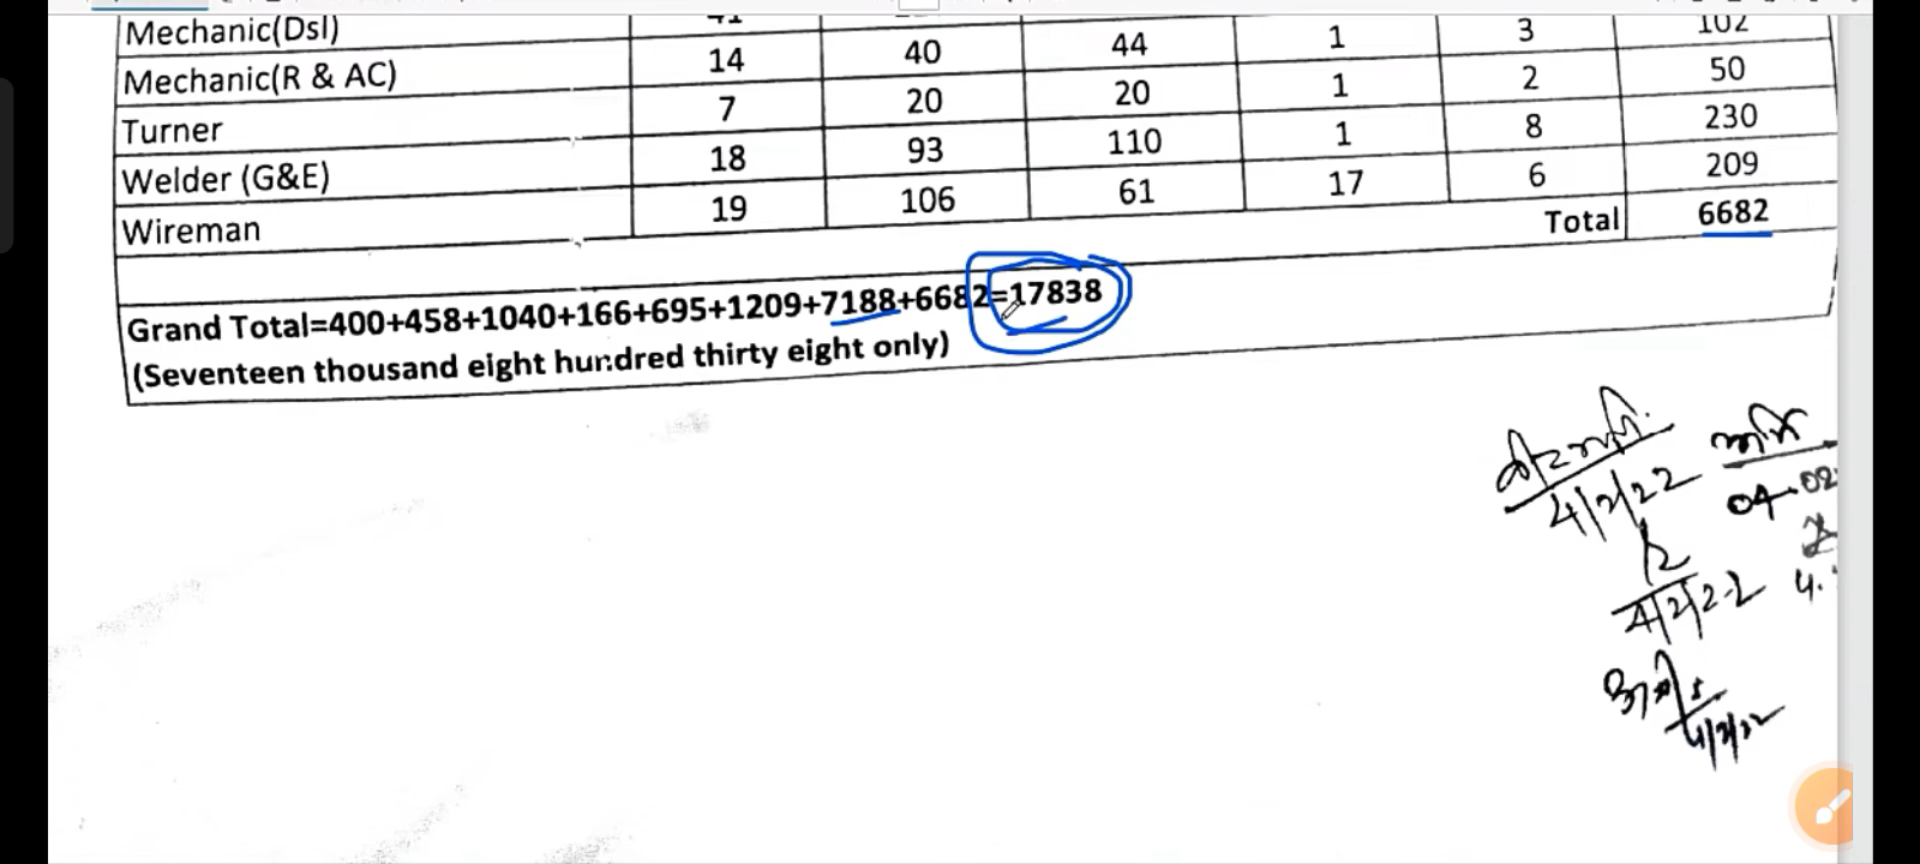 Mechanic(Dsl) 41 102
Mechanic(R & AC) 14 40 44 1 3 50
Turner 7 20 20 1 2 230
Welder (G&E) 18 93 110 1 8 209
Wireman 19 106 61 17 6
Total 6682
Grand Total=400+458+1040+166+695+1209+7188+6682=17838
(Seventeen thousand eight hundred thirty eight only)
4/2/22
04.02
4/2/22
4.
4/2/22